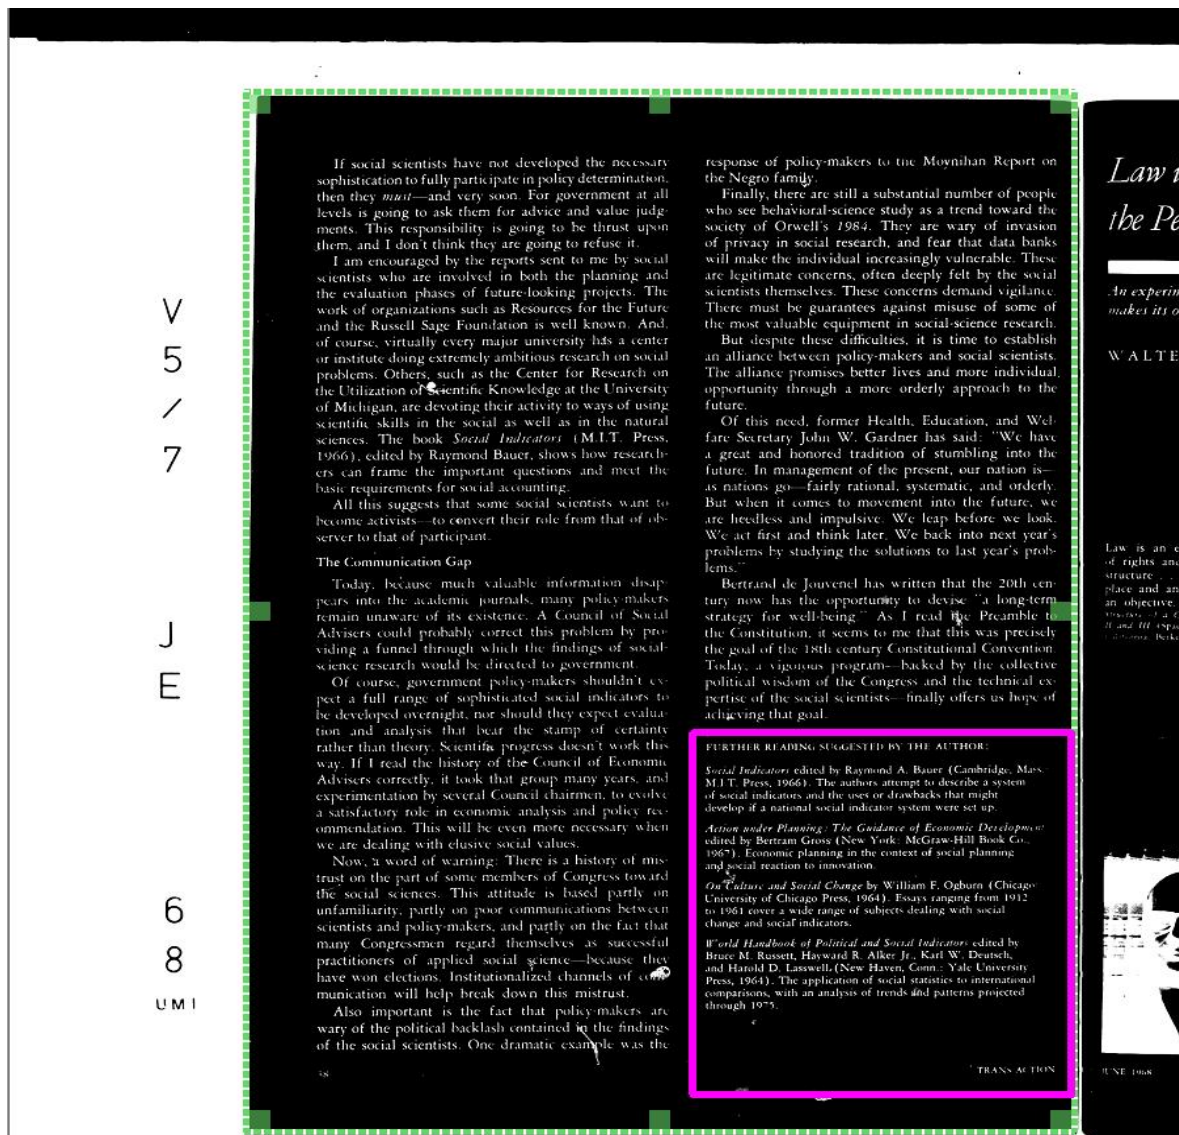 V
5
/
7
J
E
6
8
UMI
If social scientists have not developed the necessary
sophistication to fully participate in policy determination,
then they must—and very soon. For government at all
levels is going to ask them for advice and value judg-
ments. This responsibility is going to be thrust upon
them, and I don't think they are going to refuse it.
I am encouraged by the reports sent to me by social
scientists who are involved in both the planning and
the evaluation phases of future-looking projects. The
work of organizations such as Resources for the Future
and the Russell Sage Foundation is well known. And,
of course, virtually every major university has a center
or institute doing extremely ambitious research on social
problems. Others, such as the Center for Research on
the Utilization of Scientific Knowledge at the University
of Michigan, are devoting their activity to ways of using
scientific skills in the social as well as in the natural
sciences. The book Social Indicators (M.I.T. Press,
1966), edited by Raymond Bauer, shows how research-
ers can frame the important questions and meet the
basic requirements for social accounting.
All this suggests that some social scientists want to
become activists—to convert their role from that of ob-
server to that of participant.
The Communication Gap
Today, because much valuable information disap-
pears into the academic journals, many policy-makers
remain unaware of its existence. A Council of Social
Advisers could probably correct this problem by pro-
viding a funnel through which the findings of social-
science research would be directed to government.
Of course, government policy-makers shouldn't ex-
pect a full range of sophisticated social indicators to
be developed overnight, nor should they expect evalua-
tion and analysis that bear the stamp of certainty
rather than theory. Scientific progress doesn't work this
way. If I read the history of the Council of Economic
Advisers correctly, it took that group many years, and
experimentation by several Council chairmen, to evolve
a satisfactory role in economic analysis and policy rec-
ommendation. This will be even more necessary when
we are dealing with elusive social values.
Now, a word of warning: There is a history of mis-
trust on the part of some members of Congress toward
the social sciences. This attitude is based partly on
unfamiliarity, partly on poor communications between
scientists and policy-makers, and partly on the fact that
many Congressmen regard themselves as successful
practitioners of applied social science—because they
have won elections. Institutionalized channels of com-
munication will help break down this mistrust.
Also important is the fact that policy-makers are
wary of the political backlash contained in the findings
of the social scientists. One dramatic example was the
38
response of policy-makers to the Moynihan Report on
the Negro family.
Finally, there are still a substantial number of people
who see behavioral-science study as a trend toward the
society of Orwell's 1984. They are wary of invasion
of privacy in social research, and fear that data banks
will make the individual increasingly vulnerable. These
are legitimate concerns, often deeply felt by the social
scientists themselves. These concerns demand vigilance.
There must be guarantees against misuse of some of
the most valuable equipment in social-science research.
But despite these difficulties, it is time to establish
an alliance between policy-makers and social scientists.
The alliance promises better lives and more individual
opportunity through a more orderly approach to the
future.
Of this need, former Health, Education, and Wel-
fare Secretary John W. Gardner has said: "We have
a great and honored tradition of stumbling into the
future. In management of the present, our nation is—
as nations go—fairly rational, systematic, and orderly.
But when it comes to movement into the future, we
are heedless and impulsive. We leap before we look.
We act first and think later. We back into next year's
problems by studying the solutions to last year's prob-
lems."
Bertrand de Jouvenel has written that the 20th cen-
tury now has the opportunity to devise "a long-term
strategy for well-being." As I read the Preamble to
the Constitution, it seems to me that this was precisely
the goal of the 18th century Constitutional Convention.
Today, a vigorous program—backed by the collective
political wisdom of the Congress and the technical ex-
pertise of the social scientists—finally offers us hope of
achieving that goal.
FURTHER READING SUGGESTED BY THE AUTHOR:
Social Indicators edited by Raymond A. Bauer (Cambridge, Mass.:
M.I.T. Press, 1966). The authors attempt to describe a system
of social indicators and the uses or drawbacks that might
develop if a national social indicator system were set up.
Action under Planning: The Guidance of Economic Development
edited by Bertram Gross (New York: McGraw-Hill Book Co.,
1967). Economic planning in the context of social planning
and social reaction to innovation.
On Culture and Social Change by William F. Ogburn (Chicago:
University of Chicago Press, 1964). Essays ranging from 1912
to 1961 cover a wide range of subjects dealing with social
change and social indicators.
World Handbook of Political and Social Indicators edited by
Bruce M. Russett, Hayward R. Alker Jr., Karl W. Deutsch,
and Harold D. Lasswell (New Haven, Conn.: Yale University
Press, 1964). The application of social statistics to international
comparisons, with an analysis of trends and patterns projected
through 1975.
TRANS-ACTION
Law
the Pe
An experim
makes its o
WALTE
Law is an e
of rights and
structure . .
place and an
an objective.
II and III (Spa
JUNE 1968